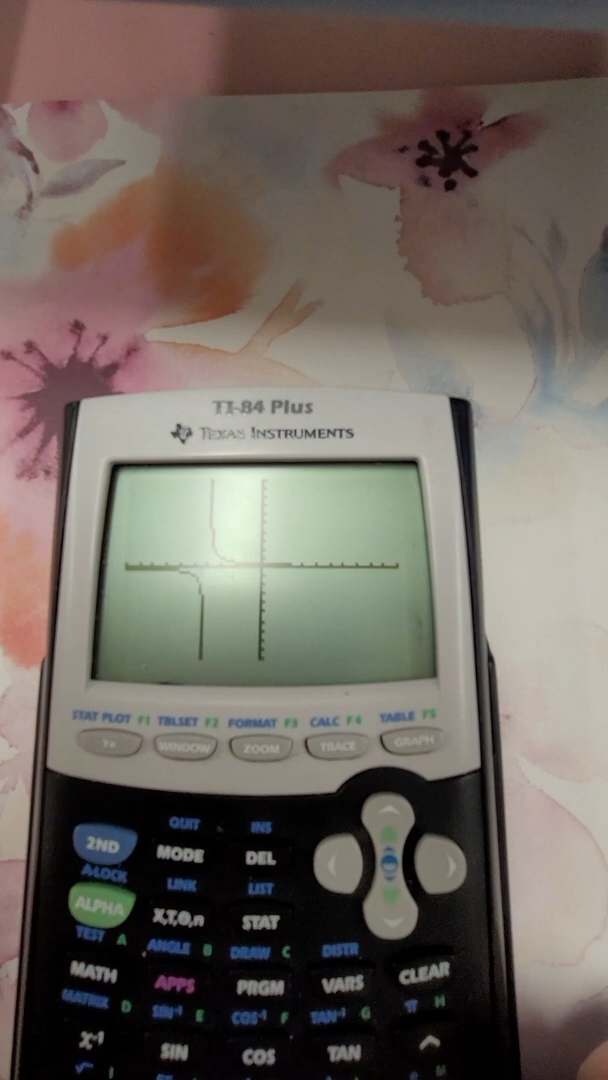 TI-84 Plus
TEXAS INSTRUMENTS
STAT PLOT F1 TBLSET F2 FORMAT F3 CALC F4 TABLE F5
Y= WINDOW ZOOM TRACE GRAPH
QUIT INS
2ND MODE DEL
A-LOCK LINK LIST
ALPHA X,T,θ,n STAT
TEST A ANGLE B DRAW C DISTR
MATH APPS PRGM VARS CLEAR
MATRIX D SIN⁻¹ E COS⁻¹ F TAN⁻¹ G π H
x⁻¹ SIN COS TAN ^